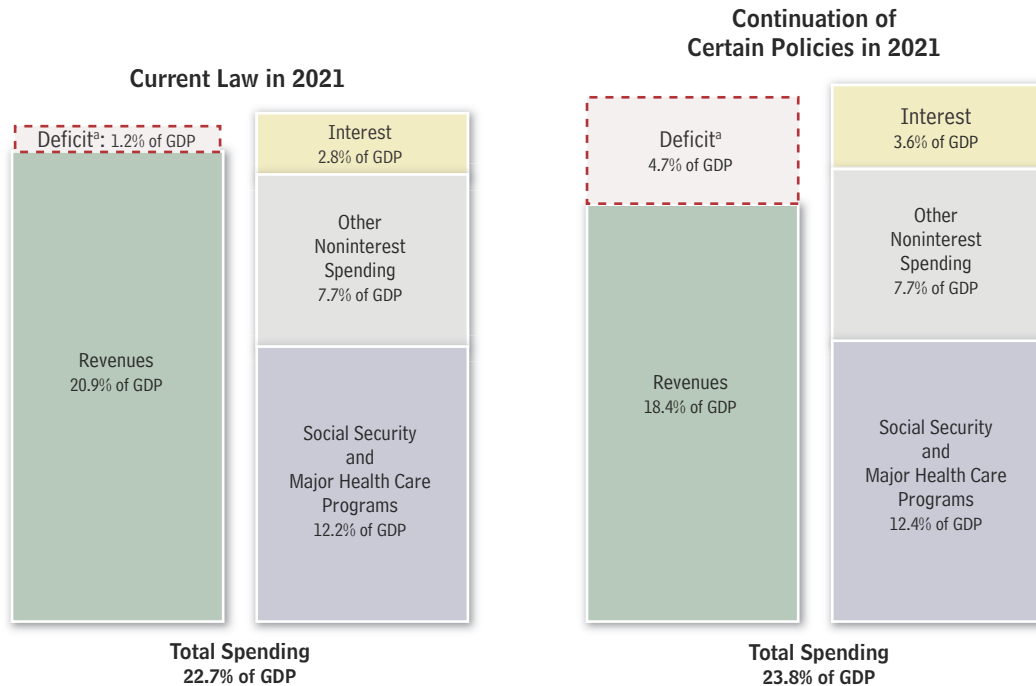 Current Law in 2021
Deficitª: 1.2% of GDP
Revenues
20.9% of GDP
Interest
2.8% of GDP
Other
Noninterest
Spending
7.7% of GDP
Social Security
and
Major Health Care
Programs
12.2% of GDP
Total Spending
22.7% of GDP
Continuation of
Certain Policies in 2021
Deficitª
4.7% of GDP
Revenues
18.4% of GDP
Interest
3.6% of GDP
Other
Noninterest
Spending
7.7% of GDP
Social Security
and
Major Health Care
Programs
12.4% of GDP
Total Spending
23.8% of GDP